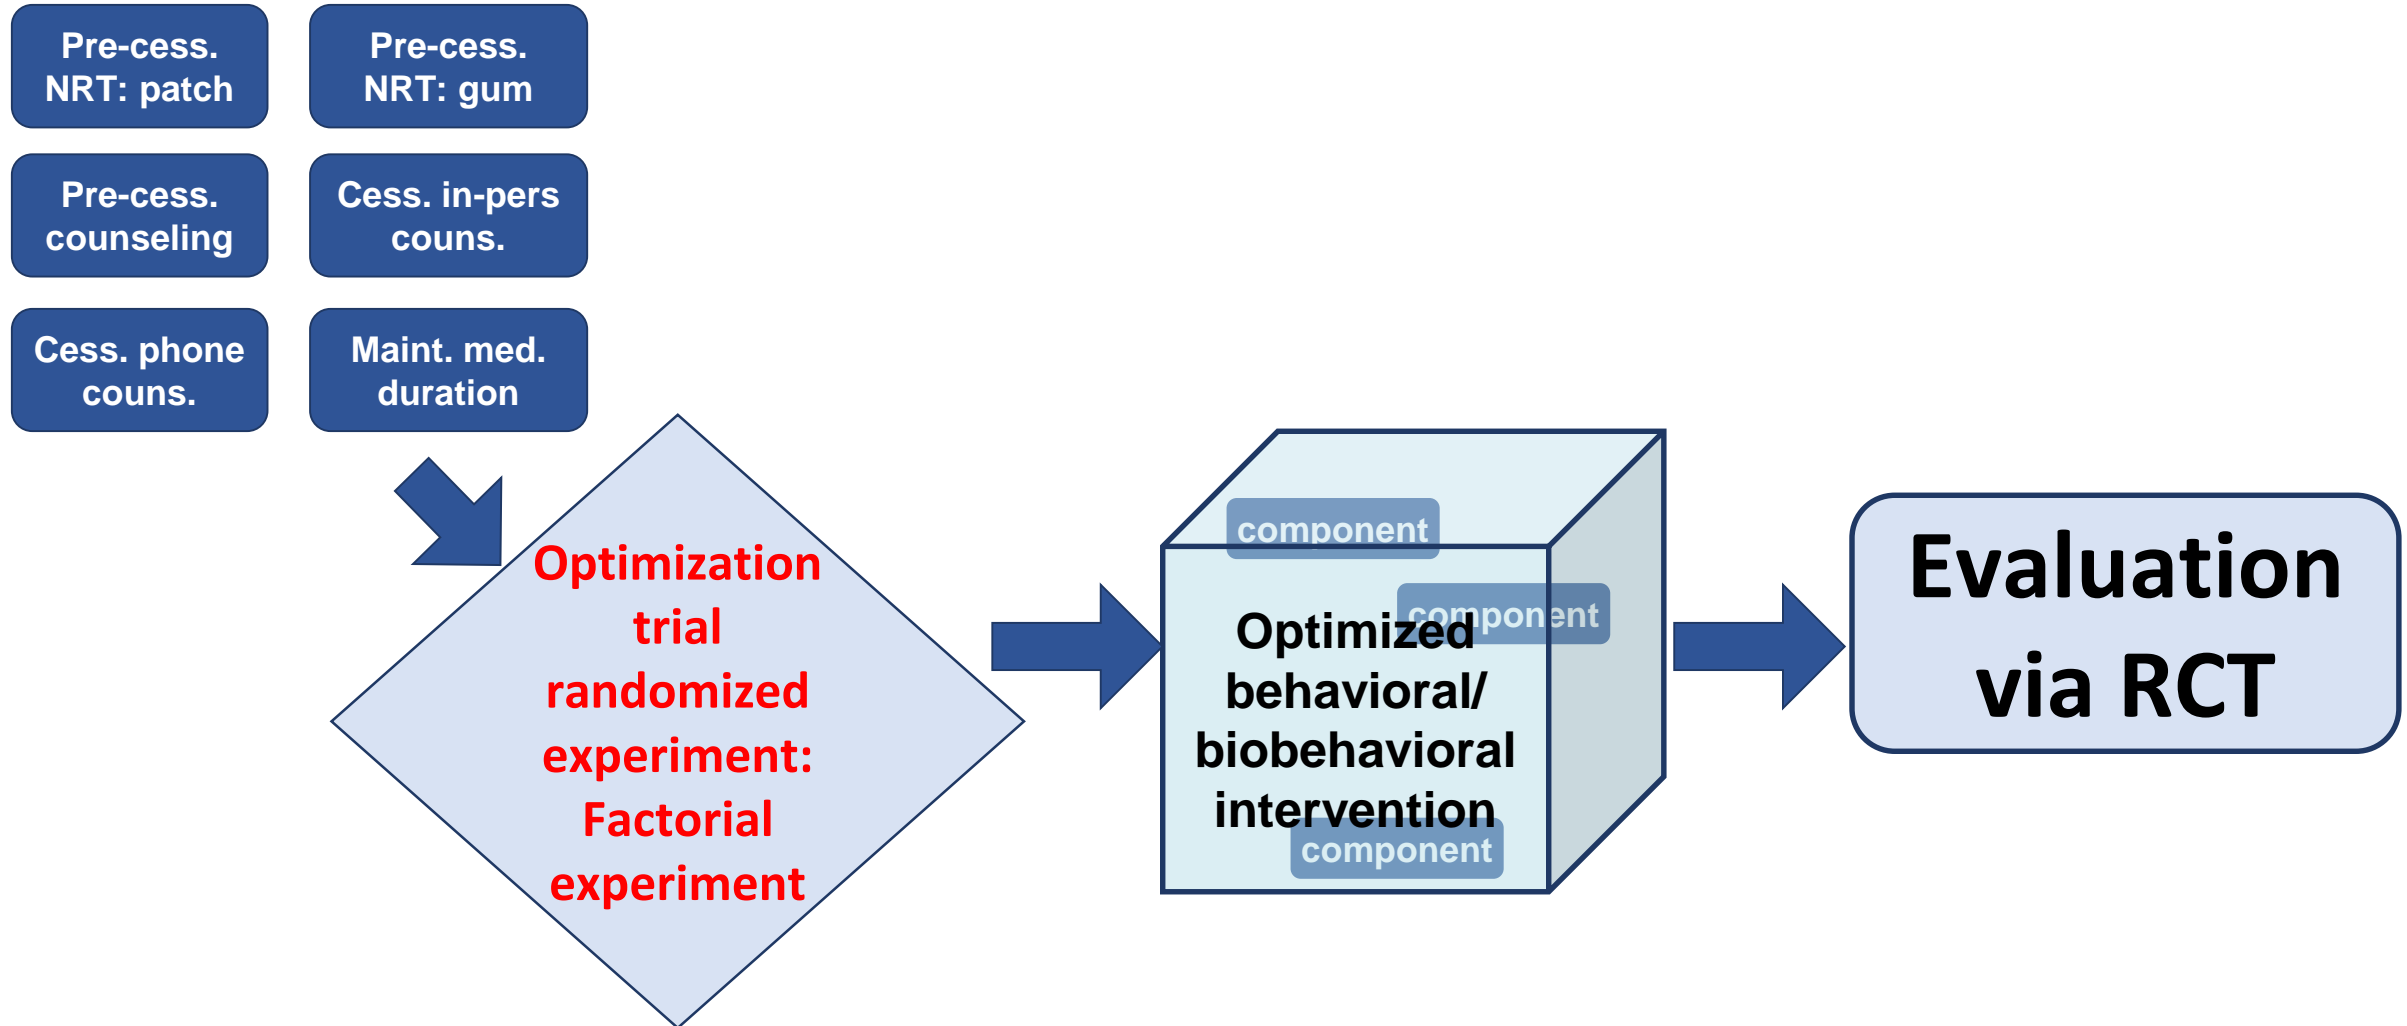 Pre-cess.
NRT: patch
Pre-cess.
NRT: gum
Pre-cess.
counseling
Cess. in-pers
couns.
Cess. phone
couns.
Maint. med.
duration
Optimization
trial
randomized
experiment:
Factorial
experiment
component
component
Optimized
behavioral/
biobehavioral
intervention
component
Evaluation
via RCT